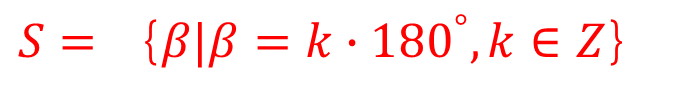 S = {β|β = k · 180°, k ∈ Z}